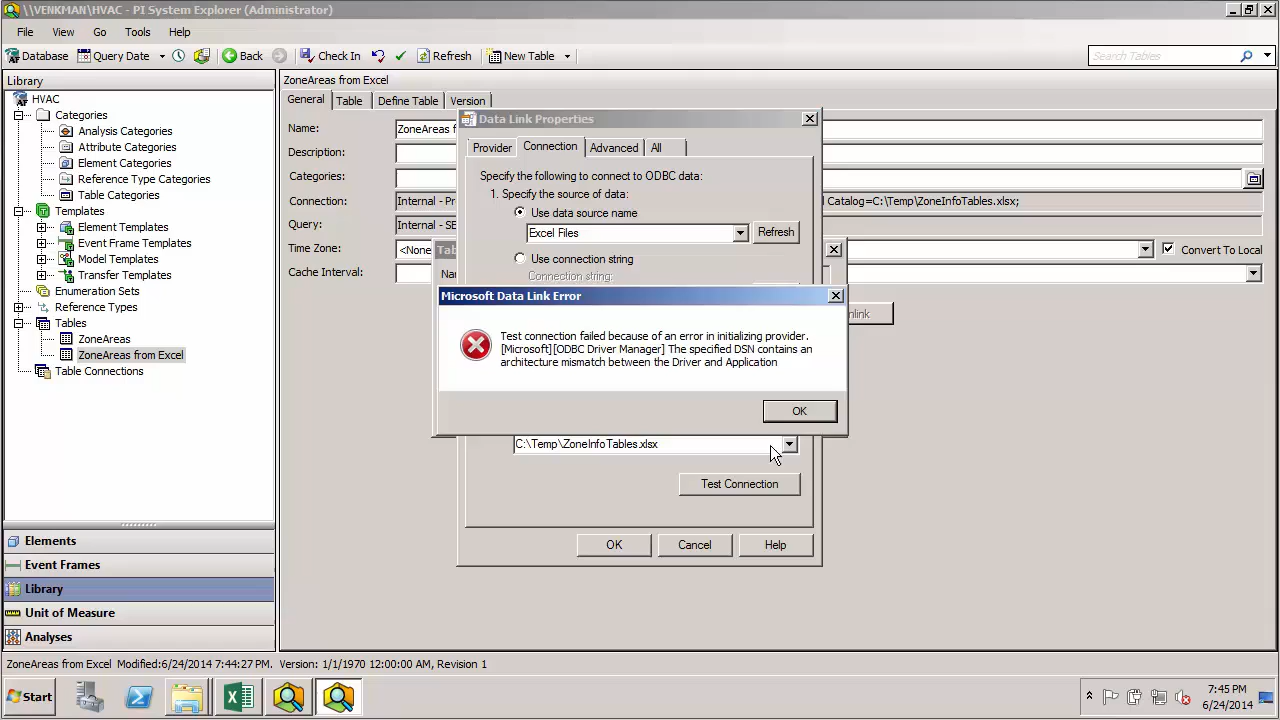 \\VENKMAN\HVAC - PI System Explorer (Administrator)
File View Go Tools Help
Database Query Date Back Check In Refresh New Table Search Tables
Library
HVAC
Categories
Analysis Categories
Attribute Categories
Element Categories
Reference Type Categories
Table Categories
Templates
Element Templates
Event Frame Templates
Model Templates
Transfer Templates
Enumeration Sets
Reference Types
Tables
ZoneAreas
ZoneAreas from Excel
Table Connections
Elements
Event Frames
Library
Unit of Measure
Analyses
ZoneAreas from Excel
General Table Define Table Version
Name: ZoneAreas f
Description:
Categories:
Connection: Internal - Pr Catalog=C:\Temp\ZoneInfoTables.xlsx;
Query: Internal - SE
Time Zone: <None Convert To Local
Cache Interval:
Data Link Properties
Provider Connection Advanced All
Specify the following to connect to ODBC data:
1. Specify the source of data:
Use data source name
Excel Files Refresh
Use connection string
Connection string:
Tab
Na
nlink
Microsoft Data Link Error
Test connection failed because of an error in initializing provider.
[Microsoft][ODBC Driver Manager] The specified DSN contains an
architecture mismatch between the Driver and Application
OK
C:\Temp\ZoneInfoTables.xlsx
Test Connection
OK Cancel Help
ZoneAreas from Excel Modified:6/24/2014 7:44:27 PM. Version: 1/1/1970 12:00:00 AM, Revision 1
Start
7:45 PM
6/24/2014